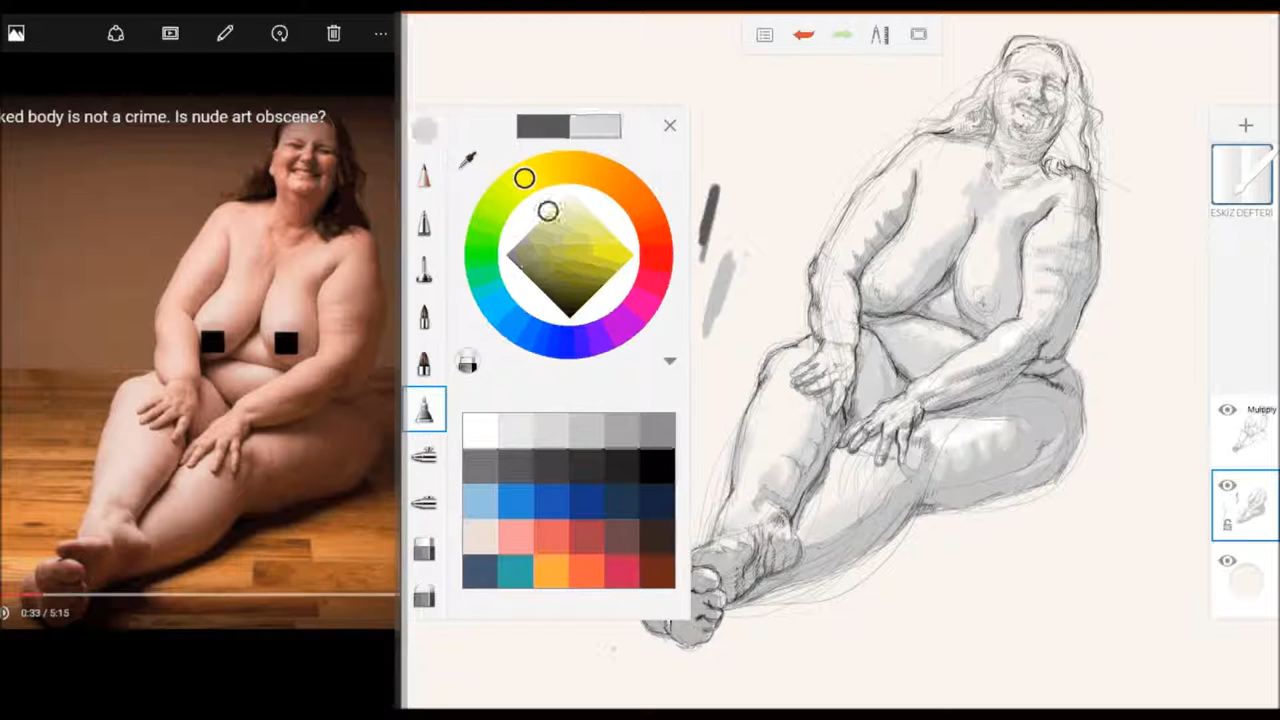 ked body is not a crime. Is nude art obscene?
ESKİZ DEFTERİ
Multiply
0:33 / 5:15